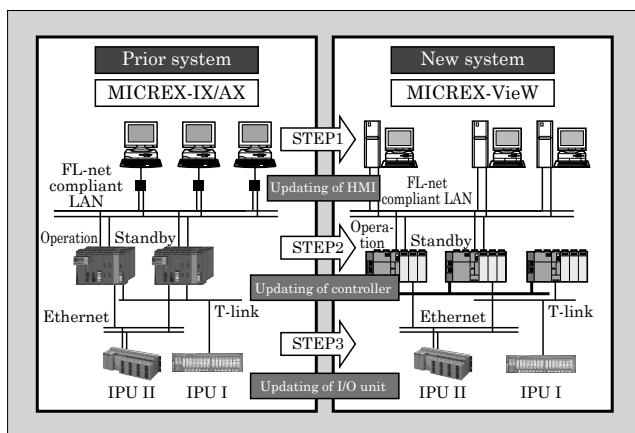 Prior system
MICREX-IX/AX
FL-net
compliant
LAN
Operation
Standby
Ethernet
T-link
IPU II
IPU I
STEP1
Updating of HMI
STEP2
Updating of controller
STEP3
Updating of I/O unit
New system
MICREX-VieW
FL-net
compliant LAN
Opera-
tion
Standby
Ethernet
T-link
IPU II
IPU I